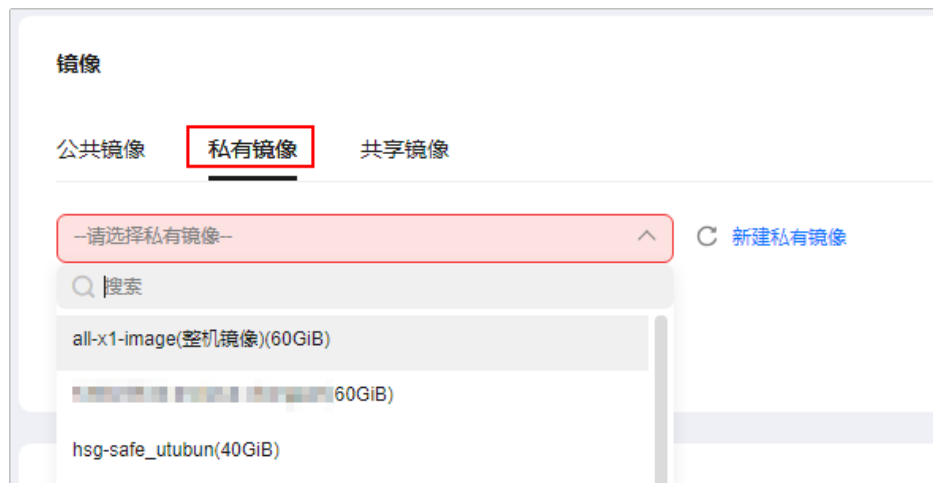 镜像
公共镜像 私有镜像 共享镜像
--请选择私有镜像-- 新建私有镜像
搜索
all-x1-image(整机镜像)(60GiB)
60GiB)
hsg-safe_utubun(40GiB)